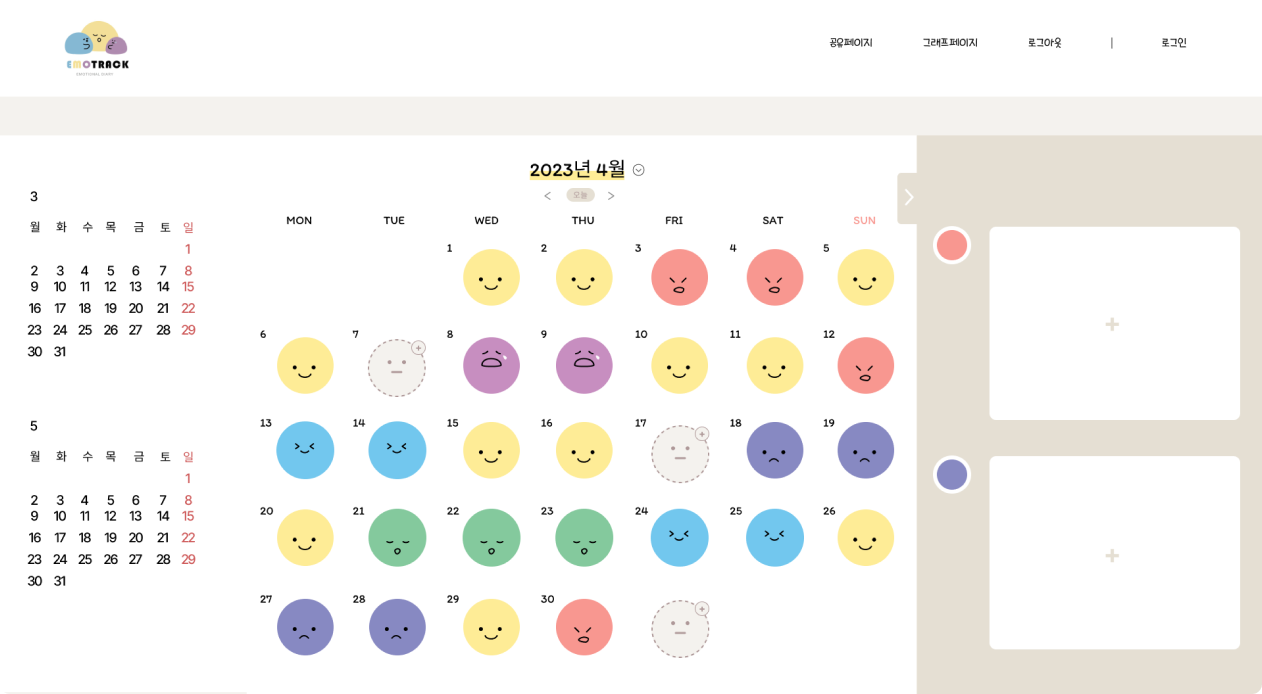 EMOTRACK
EMOTIONAL DIARY
공유페이지 그래프페이지 로그아웃 | 로그인
2023년 4월
< 오늘 >
3
월 화 수 목 금 토 일
1
2 3 4 5 6 7 8
9 10 11 12 13 14 15
16 17 18 19 20 21 22
23 24 25 26 27 28 29
30 31
5
월 화 수 목 금 토 일
1
2 3 4 5 6 7 8
9 10 11 12 13 14 15
16 17 18 19 20 21 22
23 24 25 26 27 28 29
30 31
MON TUE WED THU FRI SAT SUN
1 2 3 4 5
6 7 8 9 10 11 12
13 14 15 16 17 18 19
20 21 22 23 24 25 26
27 28 29 30